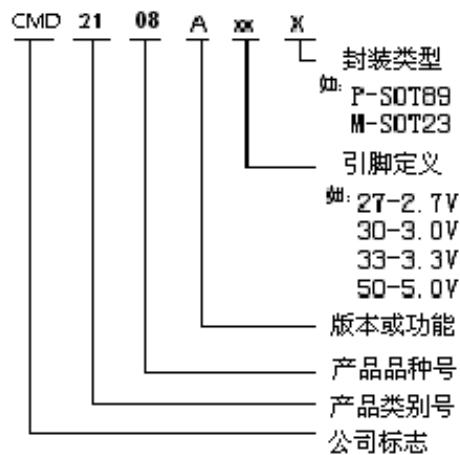 CMD 21 08 A xx X
封装类型
如: P-SOT89
M-SOT23
引脚定义
如: 27-2.7V
30-3.0V
33-3.3V
50-5.0V
版本或功能
产品品种号
产品类别号
公司标志